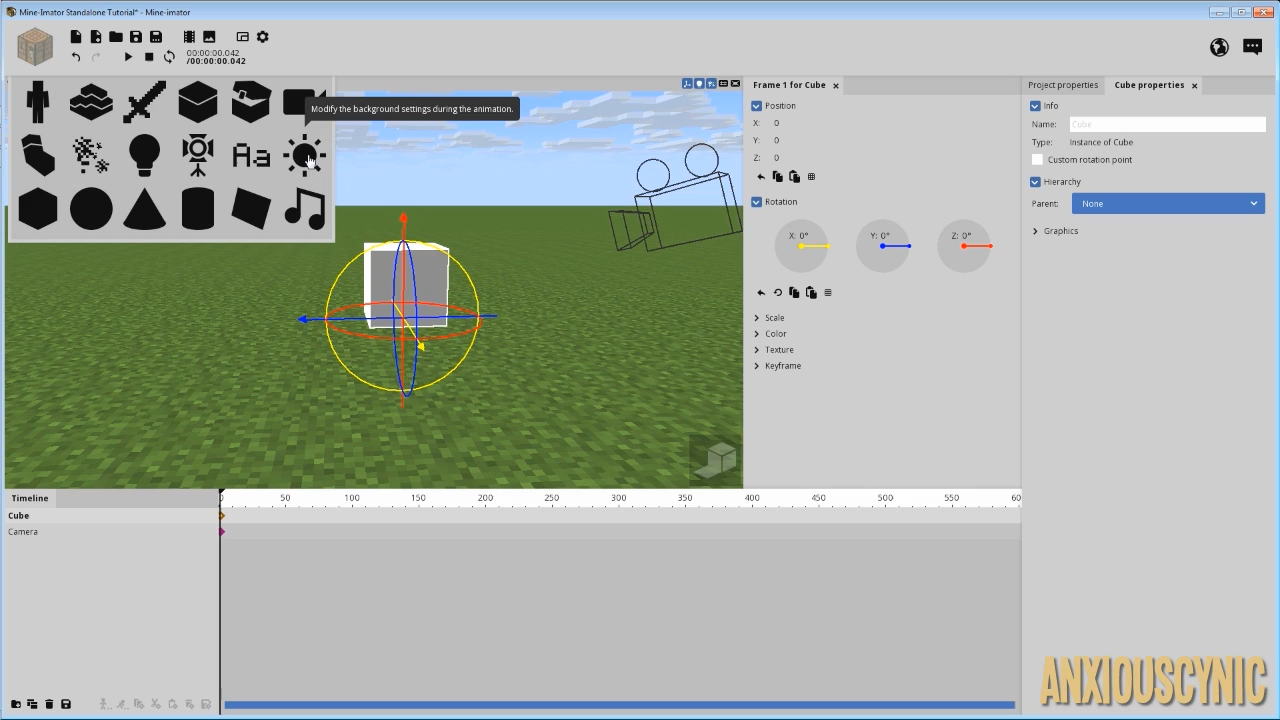 Mine-Imator Standalone Tutorial* - Mine-imator
00:00:00.042
/00:00:00.042
Modify the background settings during the animation.
Aa
Frame 1 for Cube
Position
X: 0
Y: 0
Z: 0
Rotation
X: 0° Y: 0° Z: 0°
Scale
Color
Texture
Keyframe
Project properties Cube properties
Info
Name: Cube
Type: Instance of Cube
Custom rotation point
Hierarchy
Parent: None
Graphics
Timeline
0 50 100 150 200 250 300 350 400 450 500 550 60
Cube
Camera
ANXIOUSCYNIC